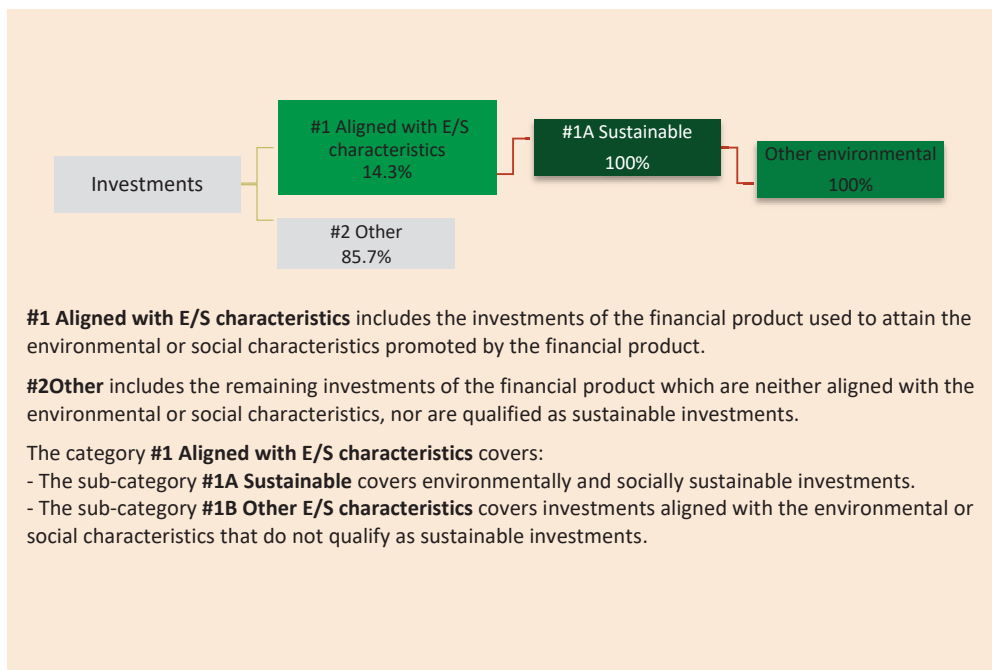 Investments
#1 Aligned with E/S
characteristics
14.3%
#2 Other
85.7%
#1A Sustainable
100%
Other environmental
100%
#1 Aligned with E/S characteristics includes the investments of the financial product used to attain the
environmental or social characteristics promoted by the financial product.
#2Other includes the remaining investments of the financial product which are neither aligned with the
environmental or social characteristics, nor are qualified as sustainable investments.
The category #1 Aligned with E/S characteristics covers:
- The sub-category #1A Sustainable covers environmentally and socially sustainable investments.
- The sub-category #1B Other E/S characteristics covers investments aligned with the environmental or
social characteristics that do not qualify as sustainable investments.